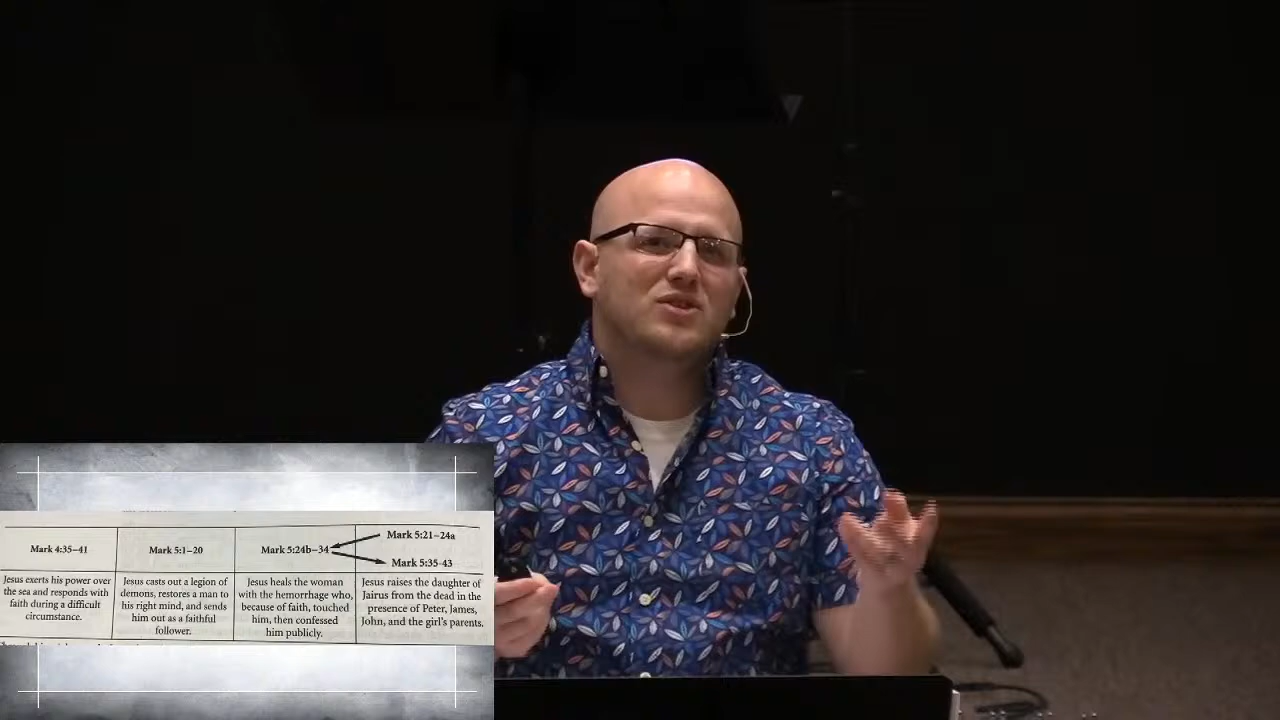 Mark 4:35–41
Mark 5:1–20
Mark 5:24b–34
Mark 5:21–24a
Mark 5:35-43
Jesus exerts his power over
the sea and responds with
faith during a difficult
circumstance.
Jesus casts out a legion of
demons, restores a man to
his right mind, and sends
him out as a faithful
follower.
Jesus heals the woman
with the hemorrhage who,
because of faith, touched
him, then confessed
him publicly.
Jesus raises the daughter of
Jairus from the dead in the
presence of Peter, James,
John, and the girl's parents.